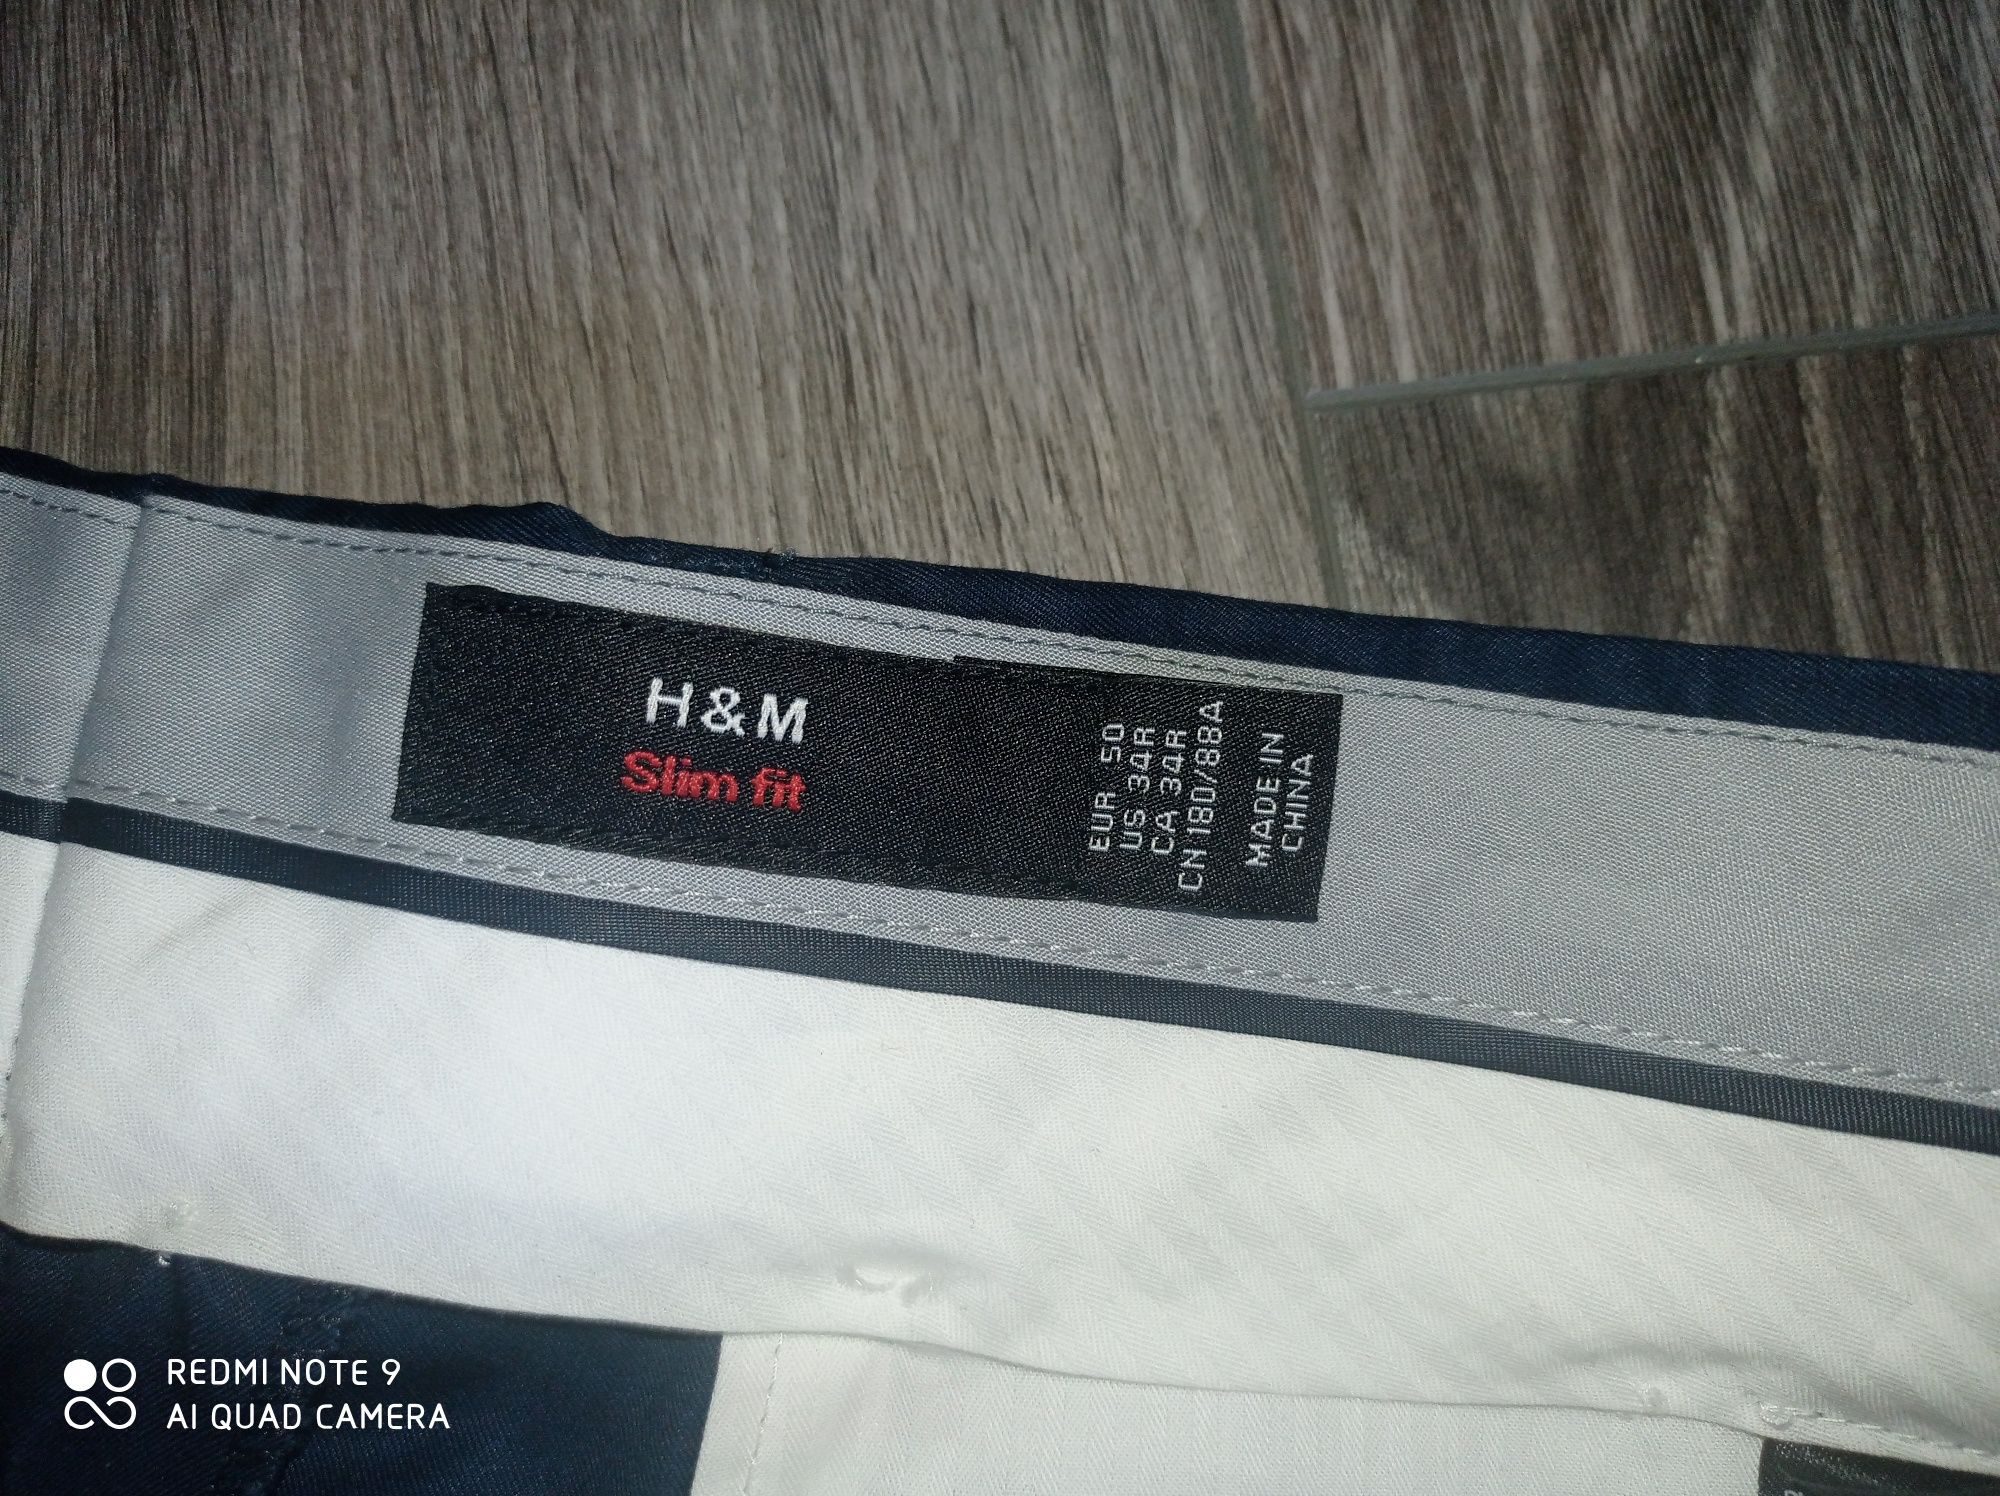 H&M
Slim fit
EUR 50
US 34R
CA 34R
CN 180/88A
MADE IN
CHINA
REDMI NOTE 9
AI QUAD CAMERA